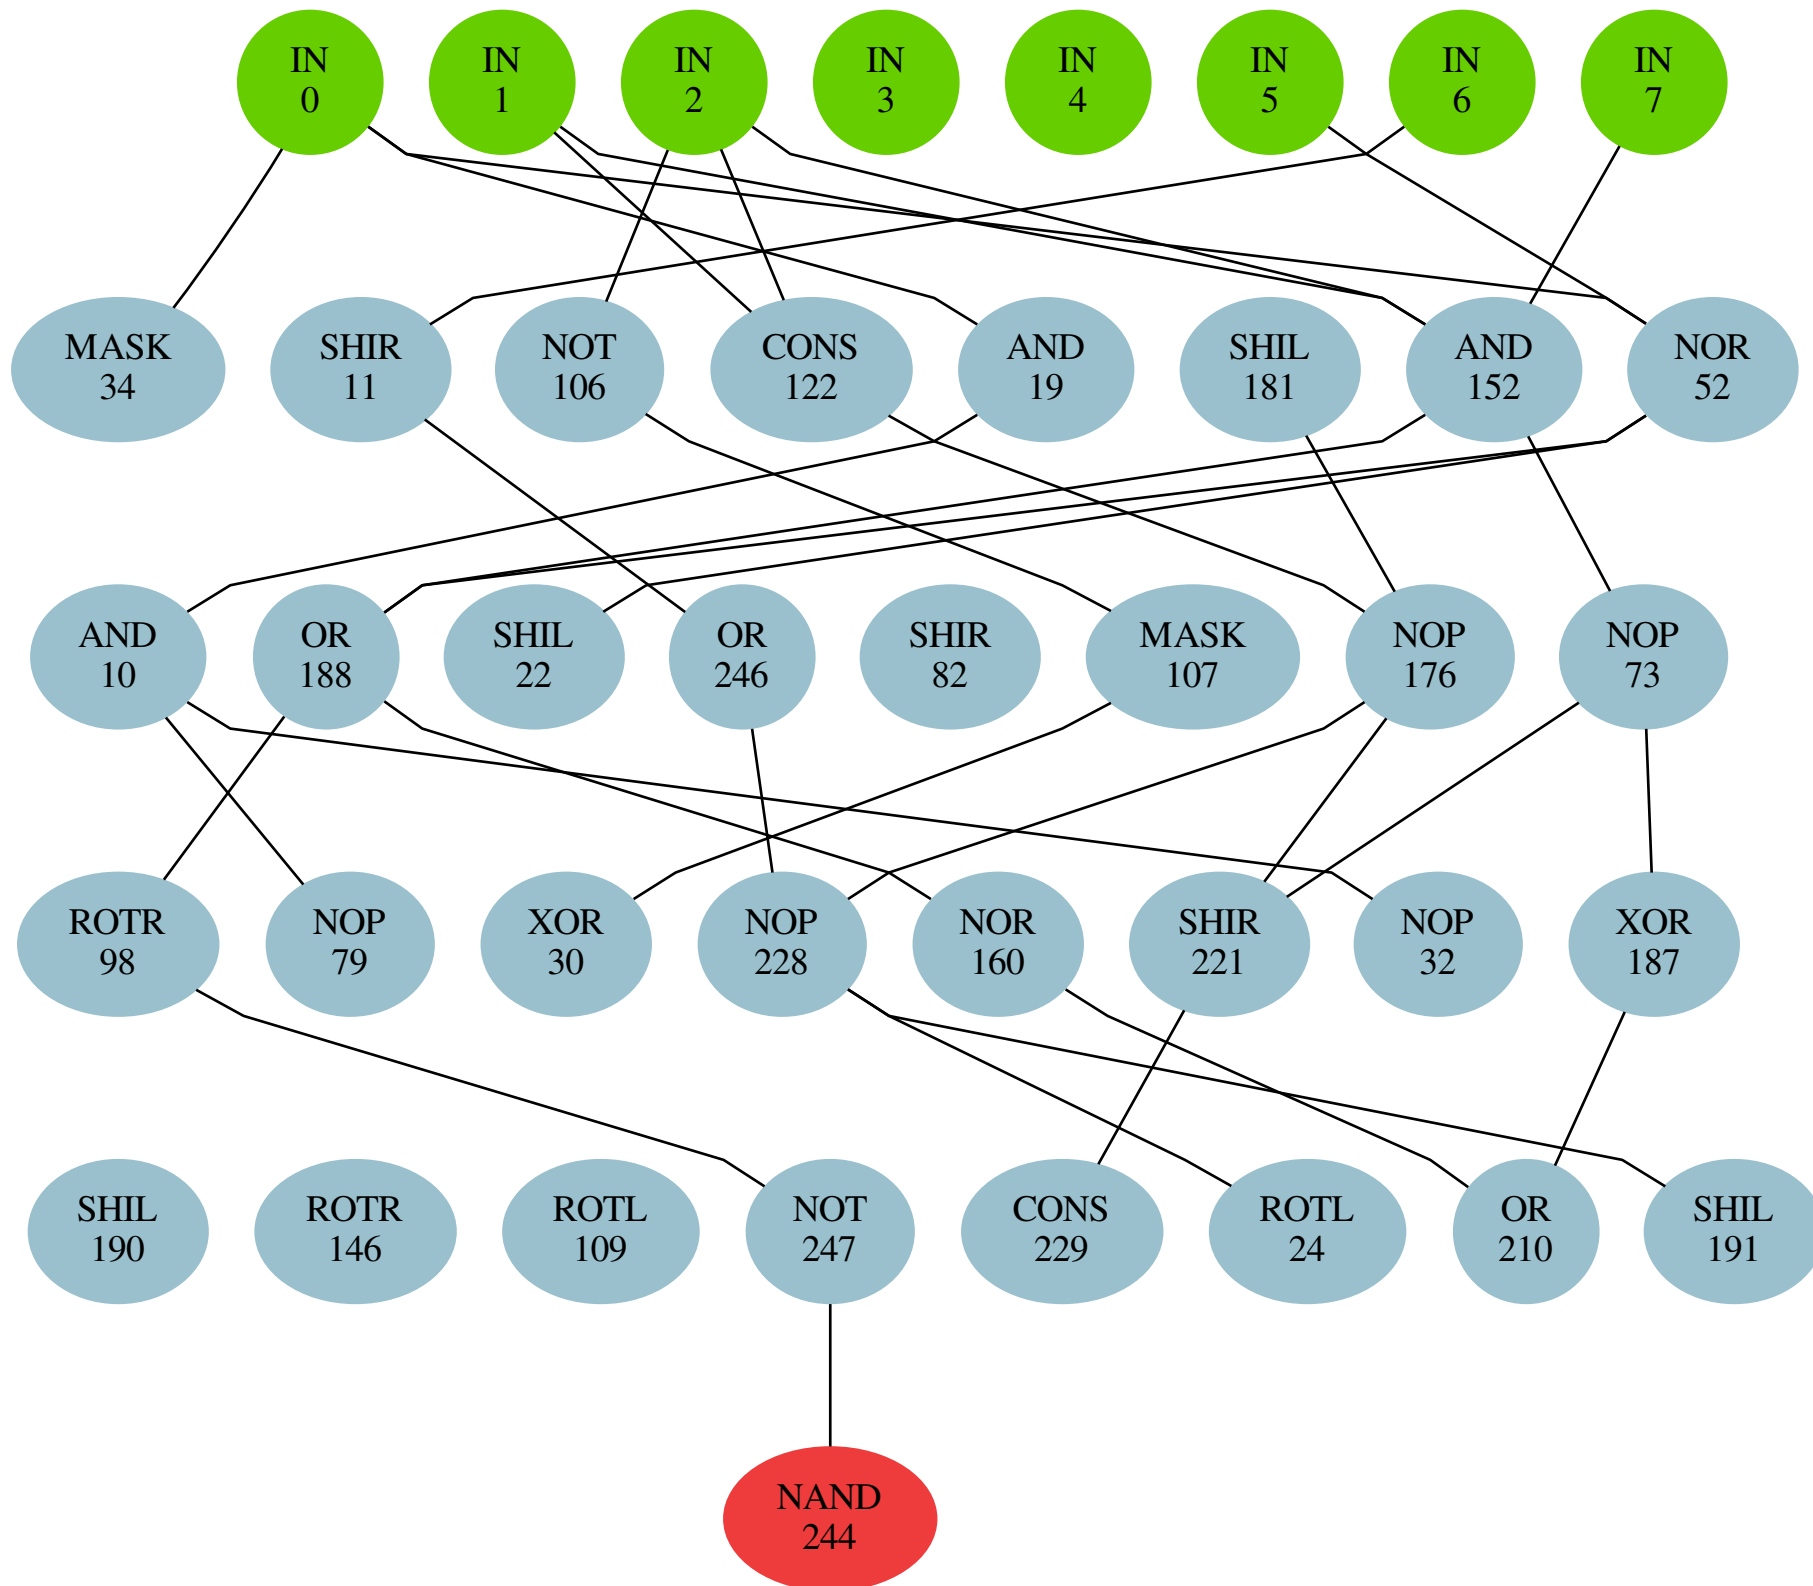 IN
0
IN
1
IN
2
IN
3
IN
4
IN
5
IN
6
IN
7
MASK
34
SHIR
11
NOT
106
CONS
122
AND
19
SHIL
181
AND
152
NOR
52
AND
10
OR
188
SHIL
22
OR
246
SHIR
82
MASK
107
NOP
176
NOP
73
ROTR
98
NOP
79
XOR
30
NOP
228
NOR
160
SHIR
221
NOP
32
XOR
187
SHIL
190
ROTR
146
ROTL
109
NOT
247
CONS
229
ROTL
24
OR
210
SHIL
191
NAND
244